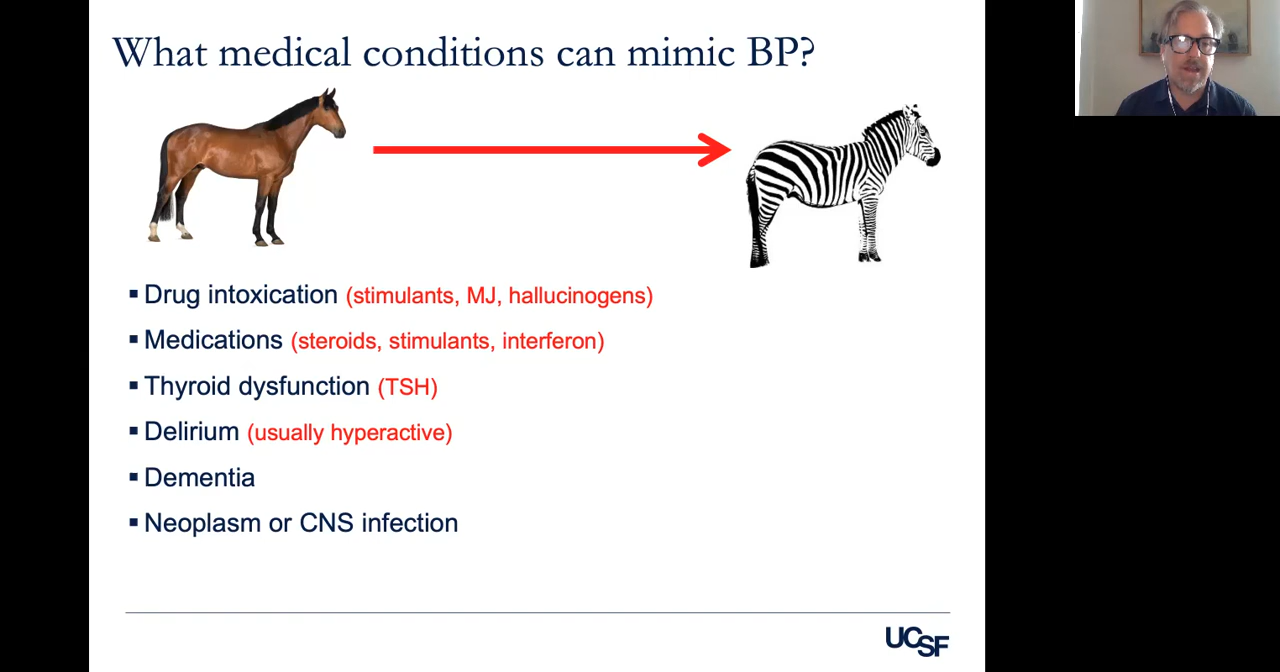 What medical conditions can mimic BP?
▪ Drug intoxication (stimulants, MJ, hallucinogens)
▪ Medications (steroids, stimulants, interferon)
▪ Thyroid dysfunction (TSH)
▪ Delirium (usually hyperactive)
▪ Dementia
▪ Neoplasm or CNS infection
UCSF